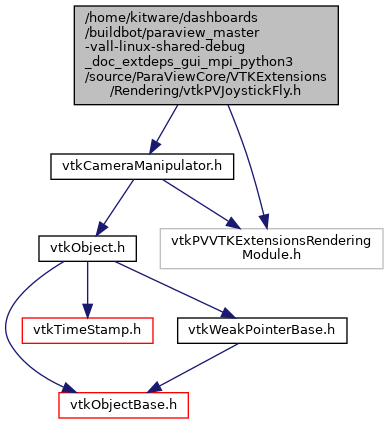 /home/kitware/dashboards
/buildbot/paraview_master
-vall-linux-shared-debug
_doc_extdeps_gui_mpi_python3
/source/ParaViewCore/VTKExtensions
/Rendering/vtkPVJoystickFly.h
vtkCameraManipulator.h
vtkObject.h
vtkPVVTKExtensionsRendering
Module.h
vtkTimeStamp.h
vtkWeakPointerBase.h
vtkObjectBase.h